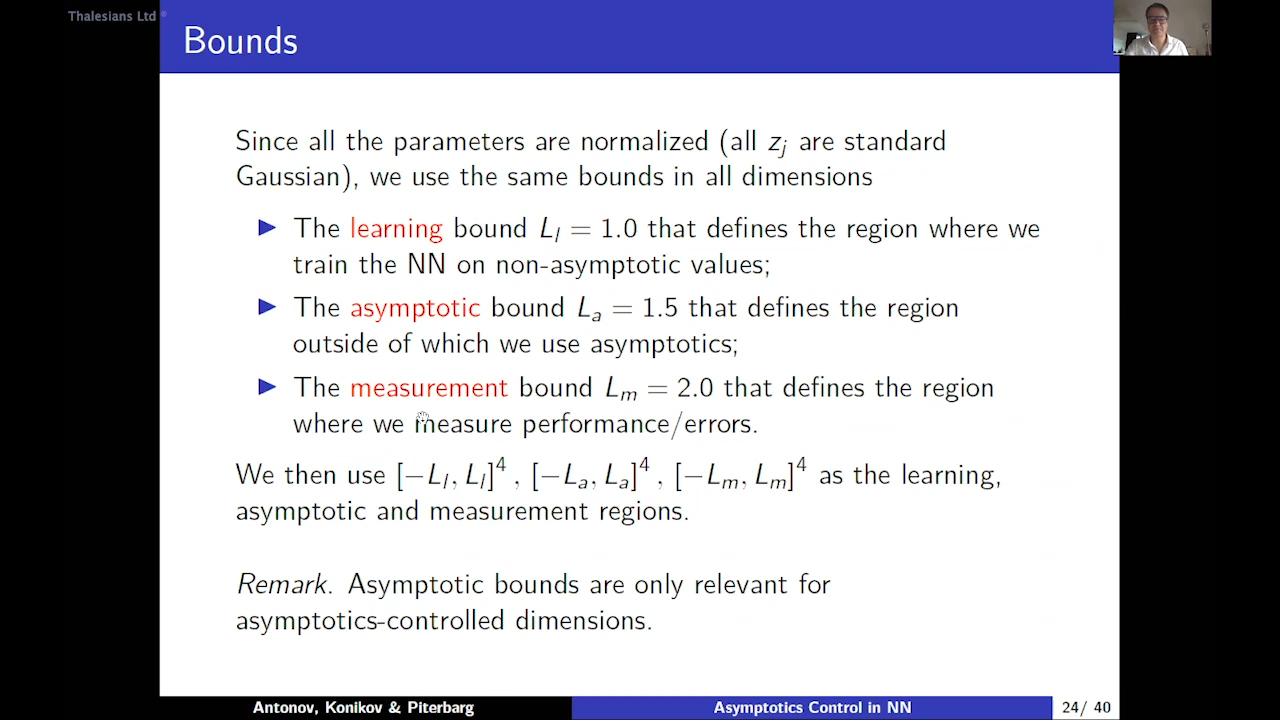 Thalesians Ltd ®
Bounds
Since all the parameters are normalized (all z_j are standard
Gaussian), we use the same bounds in all dimensions
▶ The learning bound L_l = 1.0 that defines the region where we
train the NN on non-asymptotic values;
▶ The asymptotic bound L_a = 1.5 that defines the region
outside of which we use asymptotics;
▶ The measurement bound L_m = 2.0 that defines the region
where we measure performance/errors.
We then use [−L_l, L_l]^4, [−L_a, L_a]^4, [−L_m, L_m]^4 as the learning,
asymptotic and measurement regions.
Remark. Asymptotic bounds are only relevant for
asymptotics-controlled dimensions.
Antonov, Konikov & Piterbarg
Asymptotics Control in NN
24/ 40